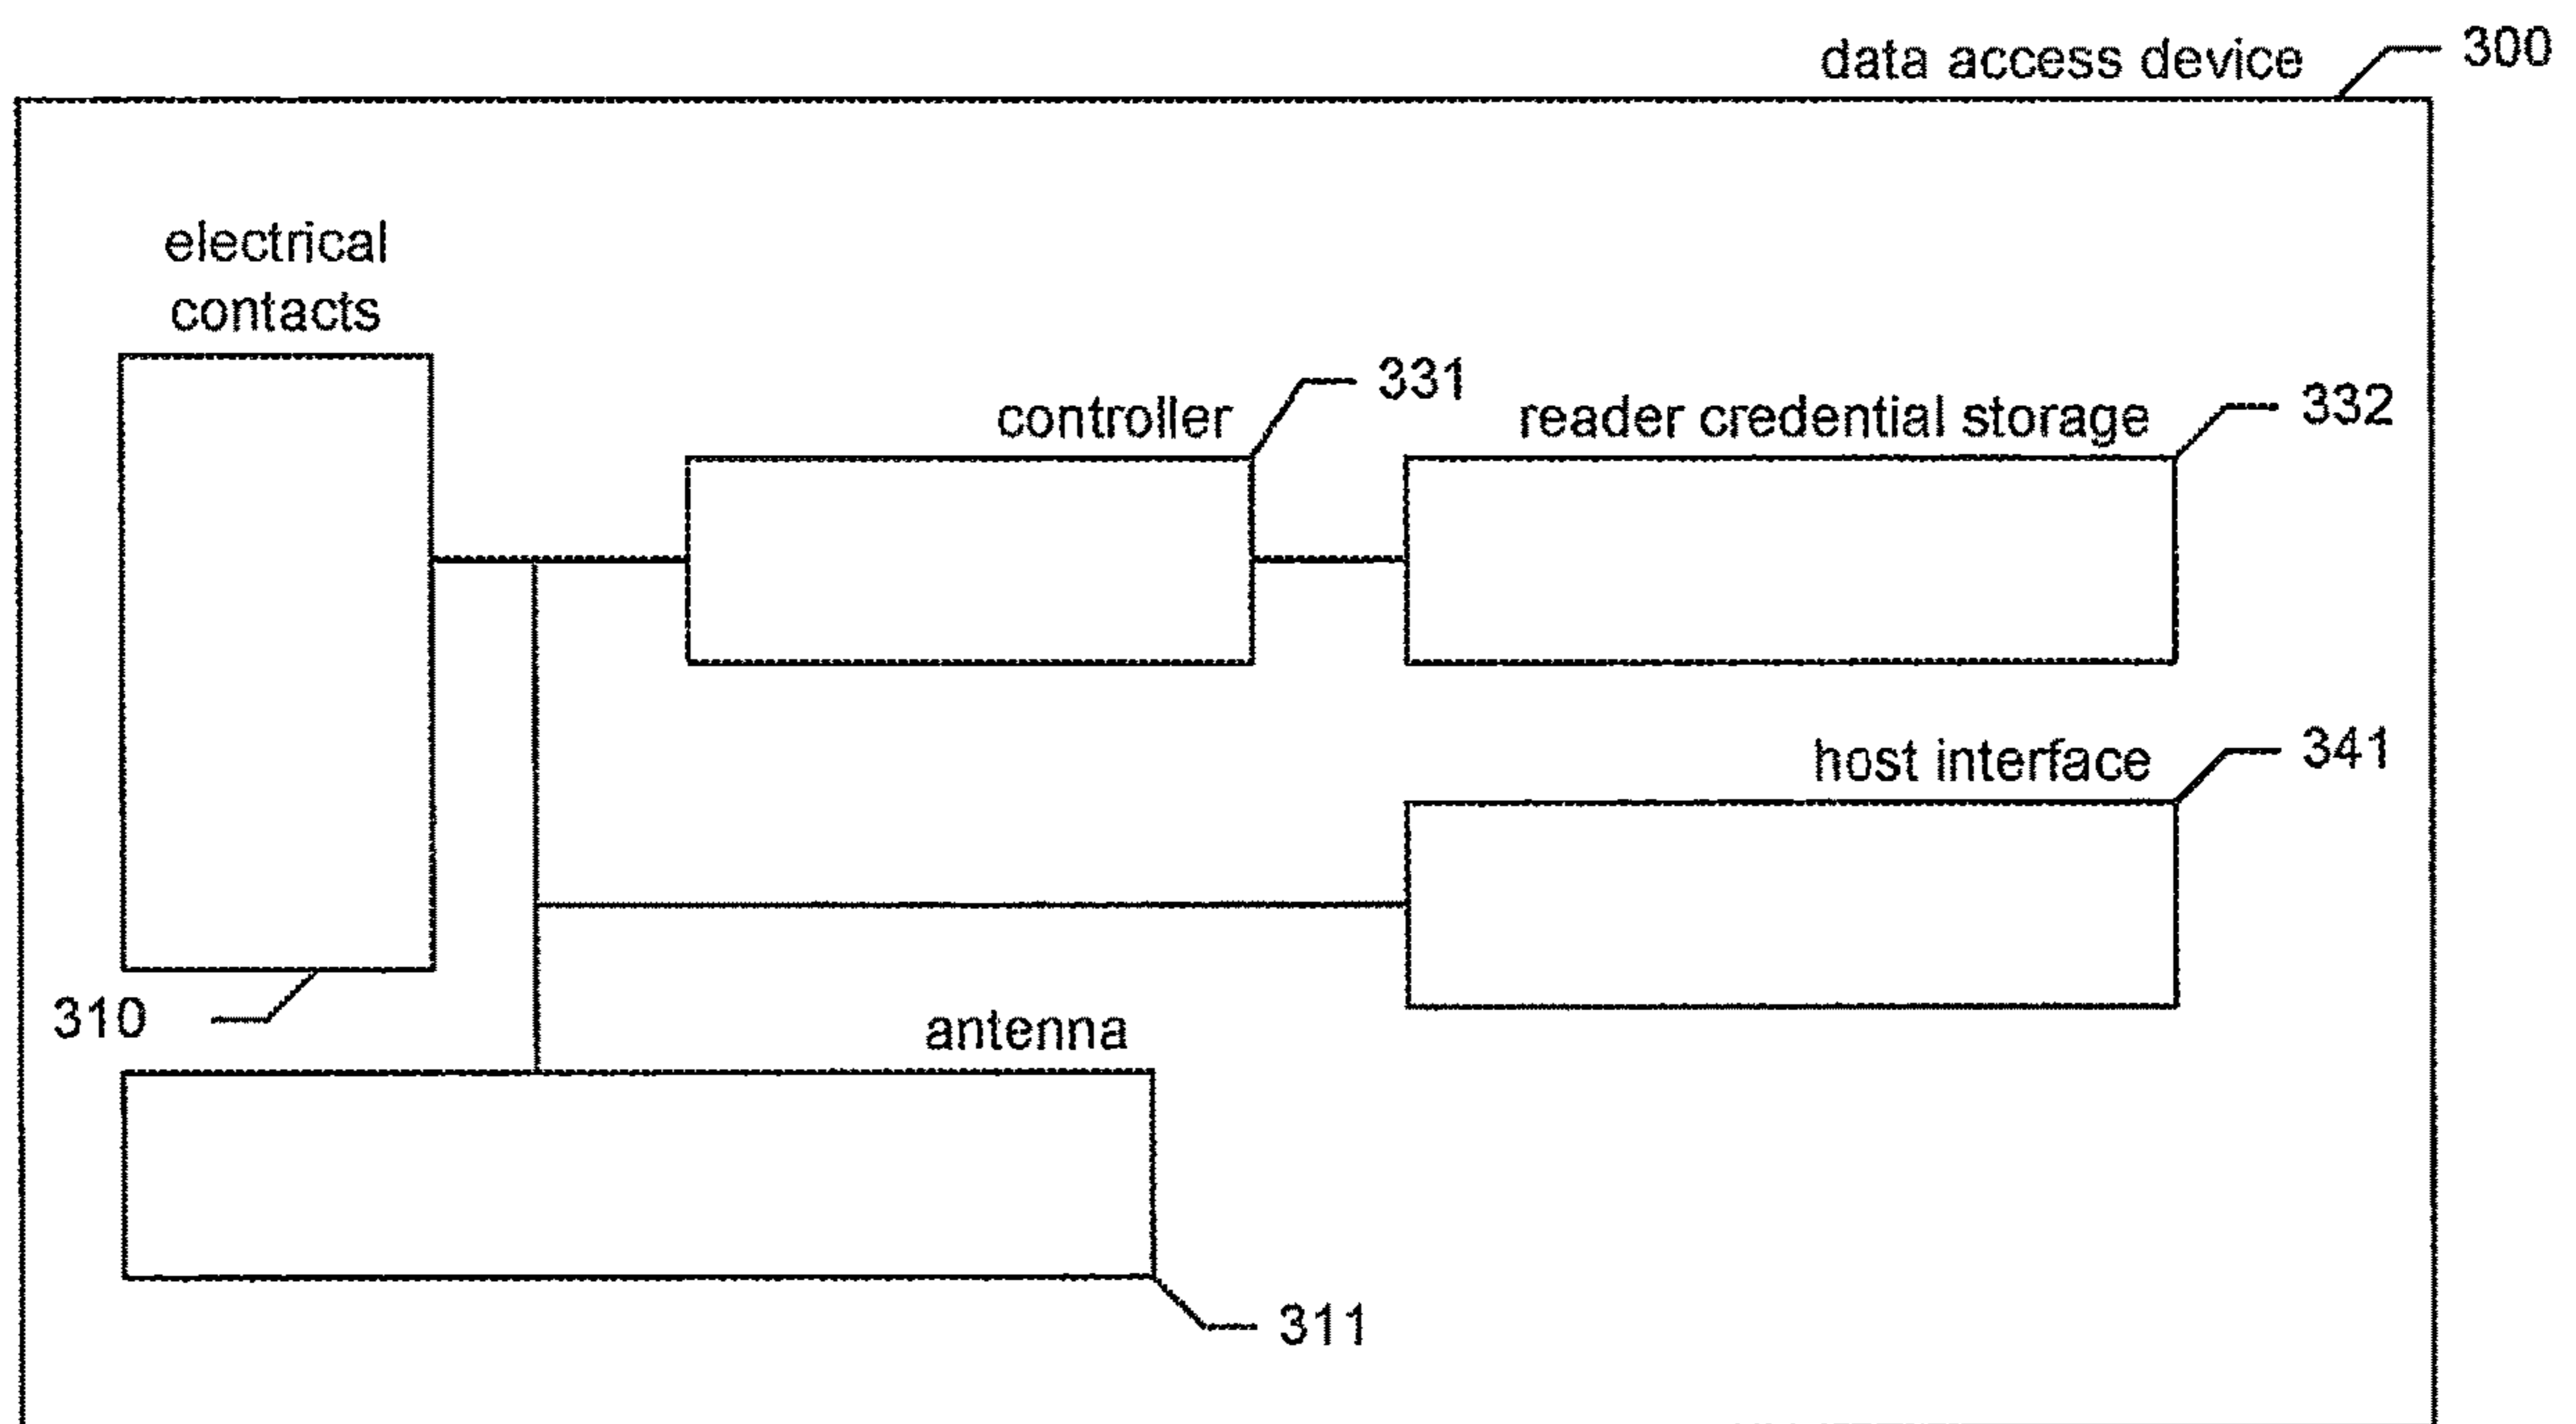 data access device 300
electrical
contacts
controller 331
reader credential storage 332
host interface 341
310
antenna
311